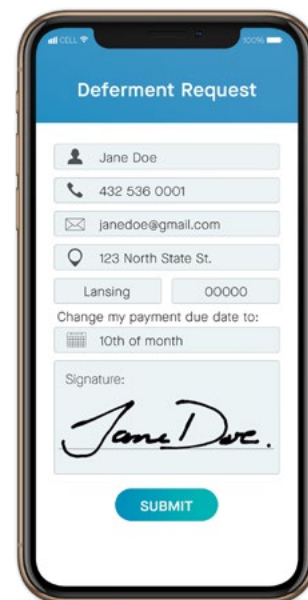 CELL 100%
Deferment Request
Jane Doe
432 536 0001
janedoe@gmail.com
123 North State St.
Lansing 00000
Change my payment due date to:
10th of month
Signature:
Jane Doe.
SUBMIT